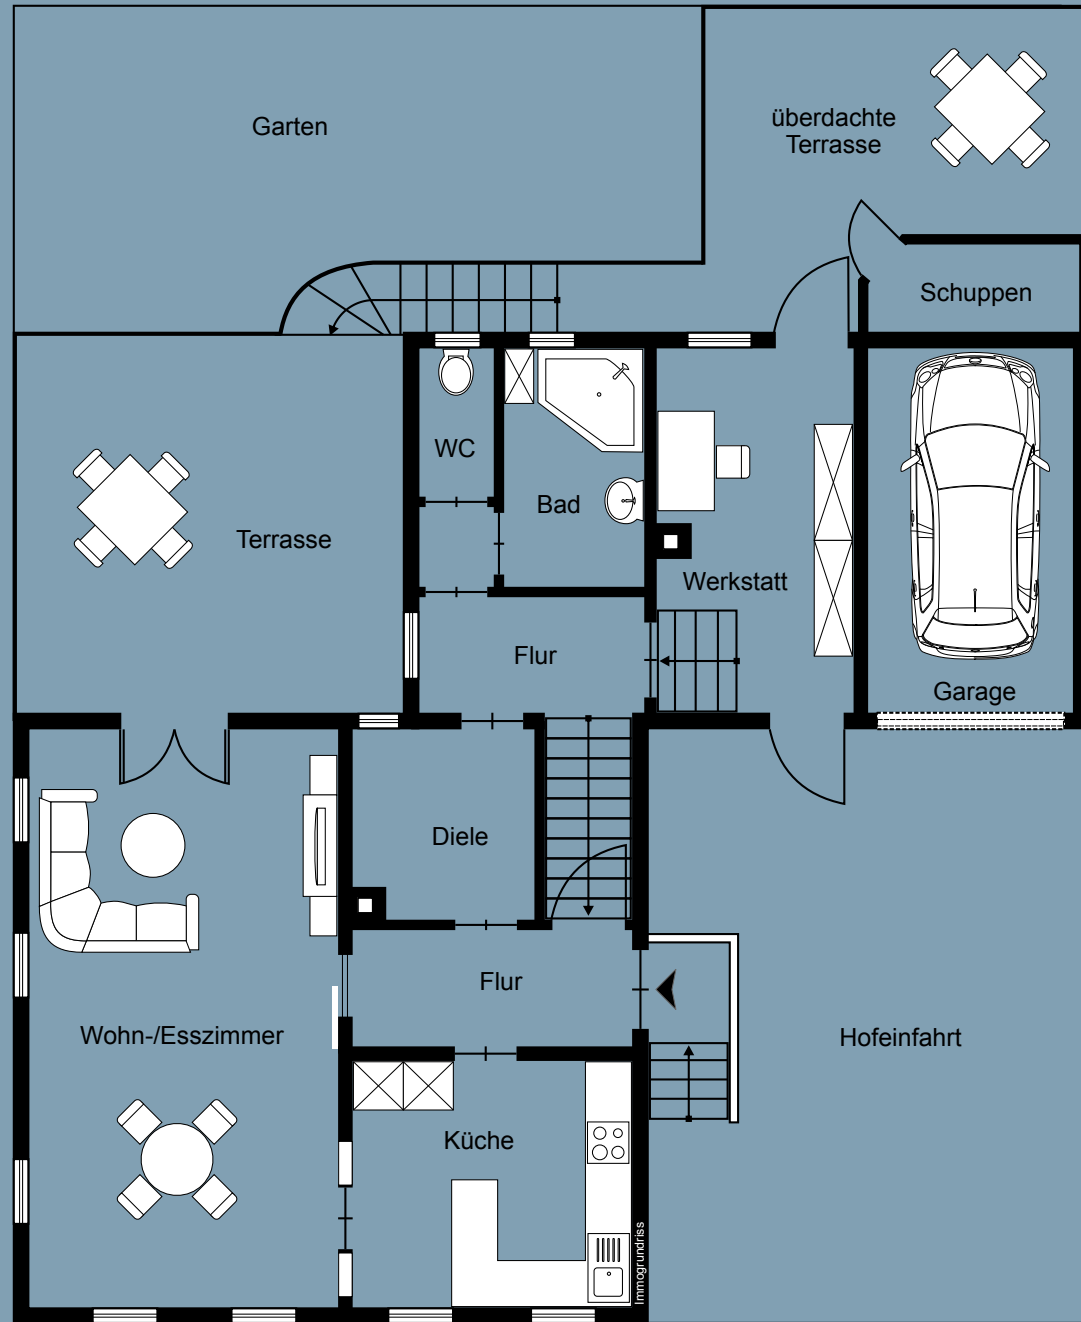 Garten
überdachte
Terrasse
Schuppen
WC
Bad
Terrasse
Werkstatt
Flur
Garage
Diele
Flur
Wohn-/Esszimmer
Hofeinfahrt
Küche
Immogrundriss